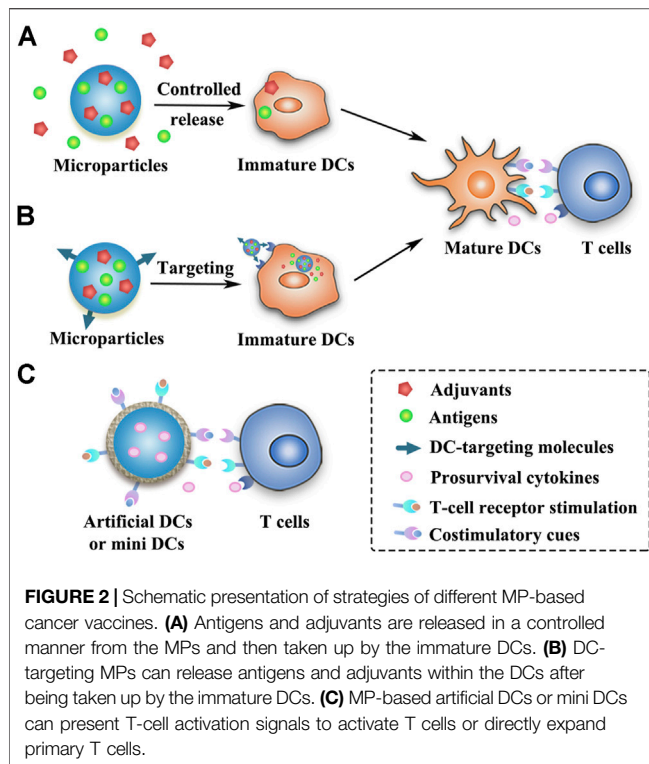 A
Controlled
release
Microparticles
Immature DCs
B
Targeting
Microparticles
Immature DCs
Mature DCs
T cells
C
Artificial DCs
or mini DCs
T cells
Adjuvants
Antigens
DC-targeting molecules
Prosurvival cytokines
T-cell receptor stimulation
Costimulatory cues
FIGURE 2 | Schematic presentation of strategies of different MP-based
cancer vaccines. (A) Antigens and adjuvants are released in a controlled
manner from the MPs and then taken up by the immature DCs. (B) DC-
targeting MPs can release antigens and adjuvants within the DCs after
being taken up by the immature DCs. (C) MP-based artificial DCs or mini DCs
can present T-cell activation signals to activate T cells or directly expand
primary T cells.